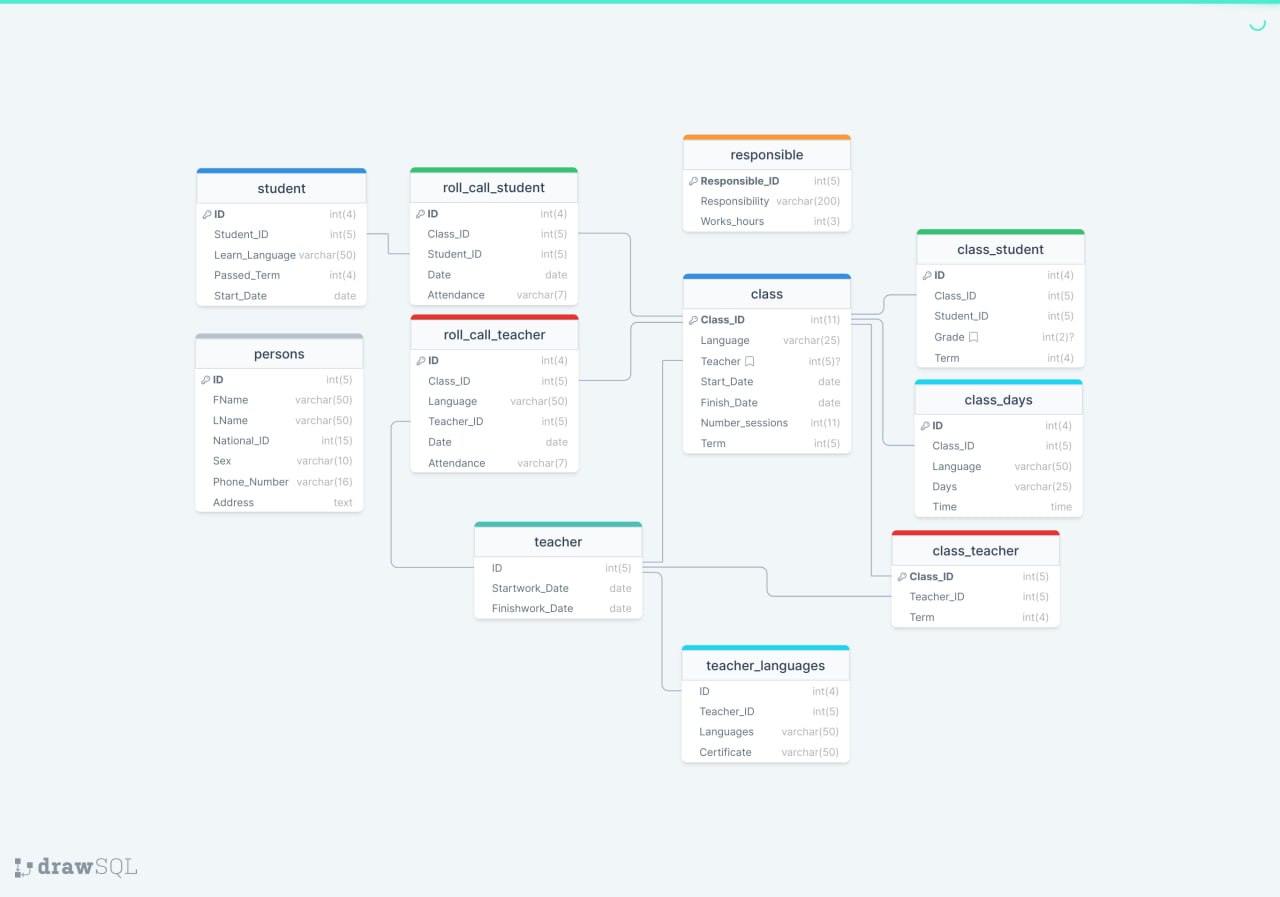 student
ID int(4)
Student_ID int(5)
Learn_Language varchar(50)
Passed_Term int(4)
Start_Date date
roll_call_student
ID int(4)
Class_ID int(5)
Student_ID int(5)
Date date
Attendance varchar(7)
responsible
Responsible_ID int(5)
Responsibility varchar(200)
Works_hours int(3)
class_student
ID int(4)
Class_ID int(5)
Student_ID int(5)
Grade int(2)?
Term int(4)
class
Class_ID int(11)
Language varchar(25)
Teacher int(5)?
Start_Date date
Finish_Date date
Number_sessions int(11)
Term int(5)
roll_call_teacher
ID int(4)
Class_ID int(5)
Language varchar(50)
Teacher_ID int(5)
Date date
Attendance varchar(7)
persons
ID int(5)
FName varchar(50)
LName varchar(50)
National_ID int(15)
Sex varchar(10)
Phone_Number varchar(16)
Address text
class_days
ID int(4)
Class_ID int(5)
Language varchar(50)
Days varchar(25)
Time time
teacher
ID int(5)
Startwork_Date date
Finishwork_Date date
class_teacher
Class_ID int(5)
Teacher_ID int(5)
Term int(4)
teacher_languages
ID int(4)
Teacher_ID int(5)
Languages varchar(50)
Certificate varchar(50)
drawSQL